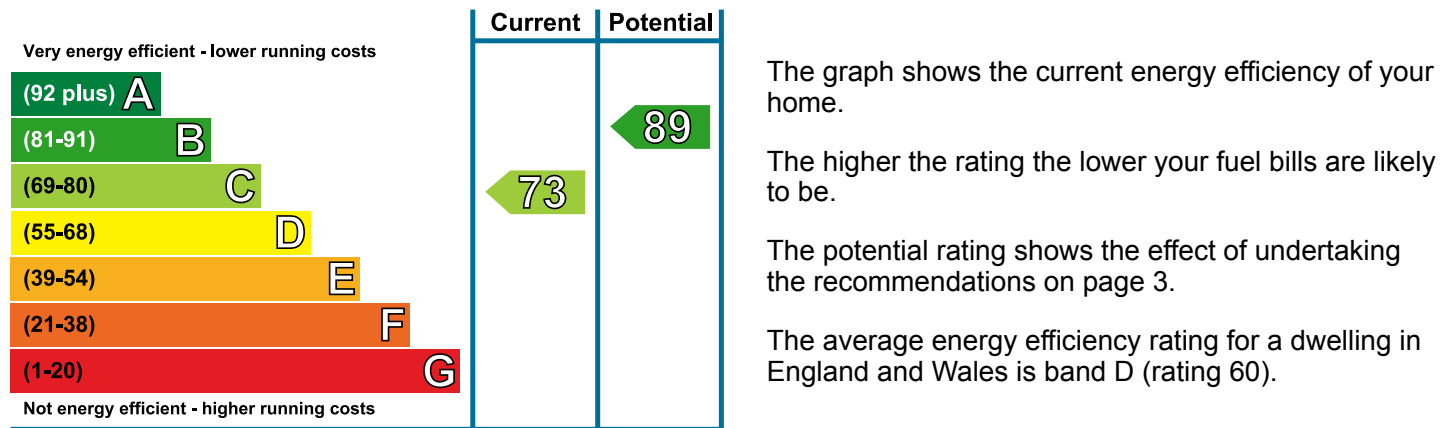 Current Potential
Very energy efficient - lower running costs
(92 plus) A
(81-91) B
(69-80) C
(55-68) D
(39-54) E
(21-38) F
(1-20) G
Not energy efficient - higher running costs
73
89
The graph shows the current energy efficiency of your
home.
The higher the rating the lower your fuel bills are likely
to be.
The potential rating shows the effect of undertaking
the recommendations on page 3.
The average energy efficiency rating for a dwelling in
England and Wales is band D (rating 60).